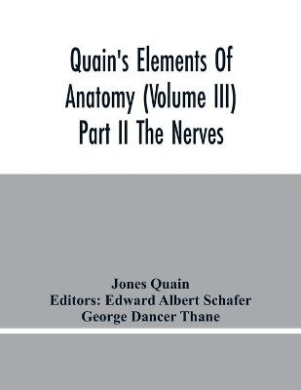 Quain's Elements Of
Anatomy (Volume III)
Part II The Nerves
Jones Quain
Editors: Edward Albert Schafer
George Dancer Thane